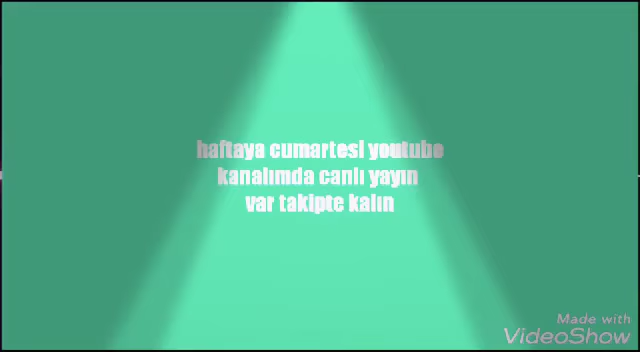 haftaya cumartesi youtube
kanalımda canlı yayın
var takipte kalın
Made with
VideoShow